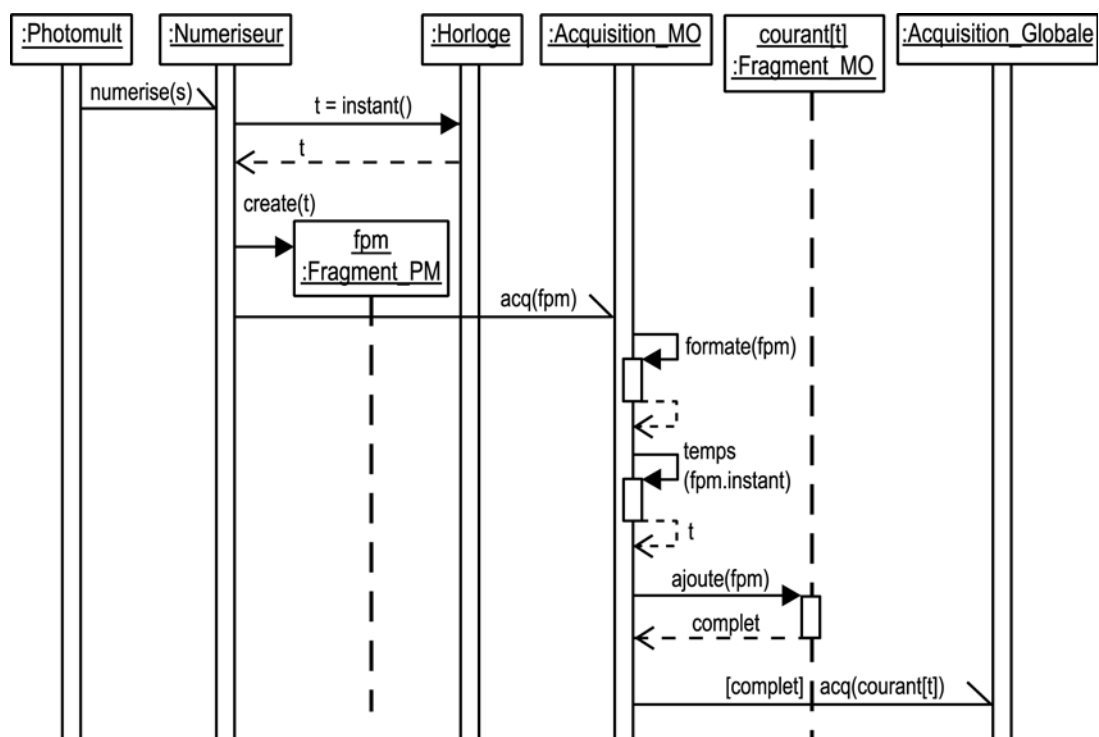 :Photomult
:Numeriseur
:Horloge
:Acquisition_MO
courant[t]
:Fragment_MO
:Acquisition_Globale
numerise(s)
t = instant()
t
create(t)
fpm
:Fragment_PM
acq(fpm)
formate(fpm)
temps
(fpm.instant)
t
ajoute(fpm)
complet
[complet] acq(courant[t])